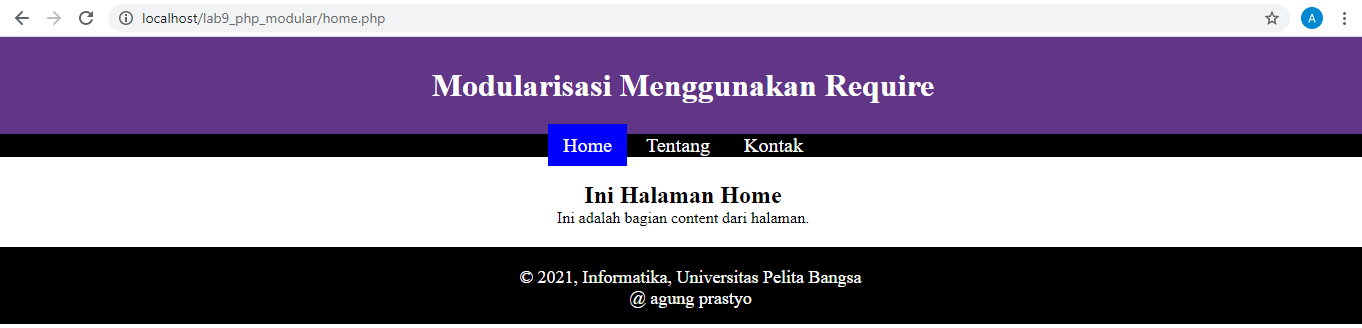 localhost/lab9_php_modular/home.php
A
Modularisasi Menggunakan Require
Home Tentang Kontak
Ini Halaman Home
Ini adalah bagian content dari halaman.
© 2021, Informatika, Universitas Pelita Bangsa
@ agung prastyo